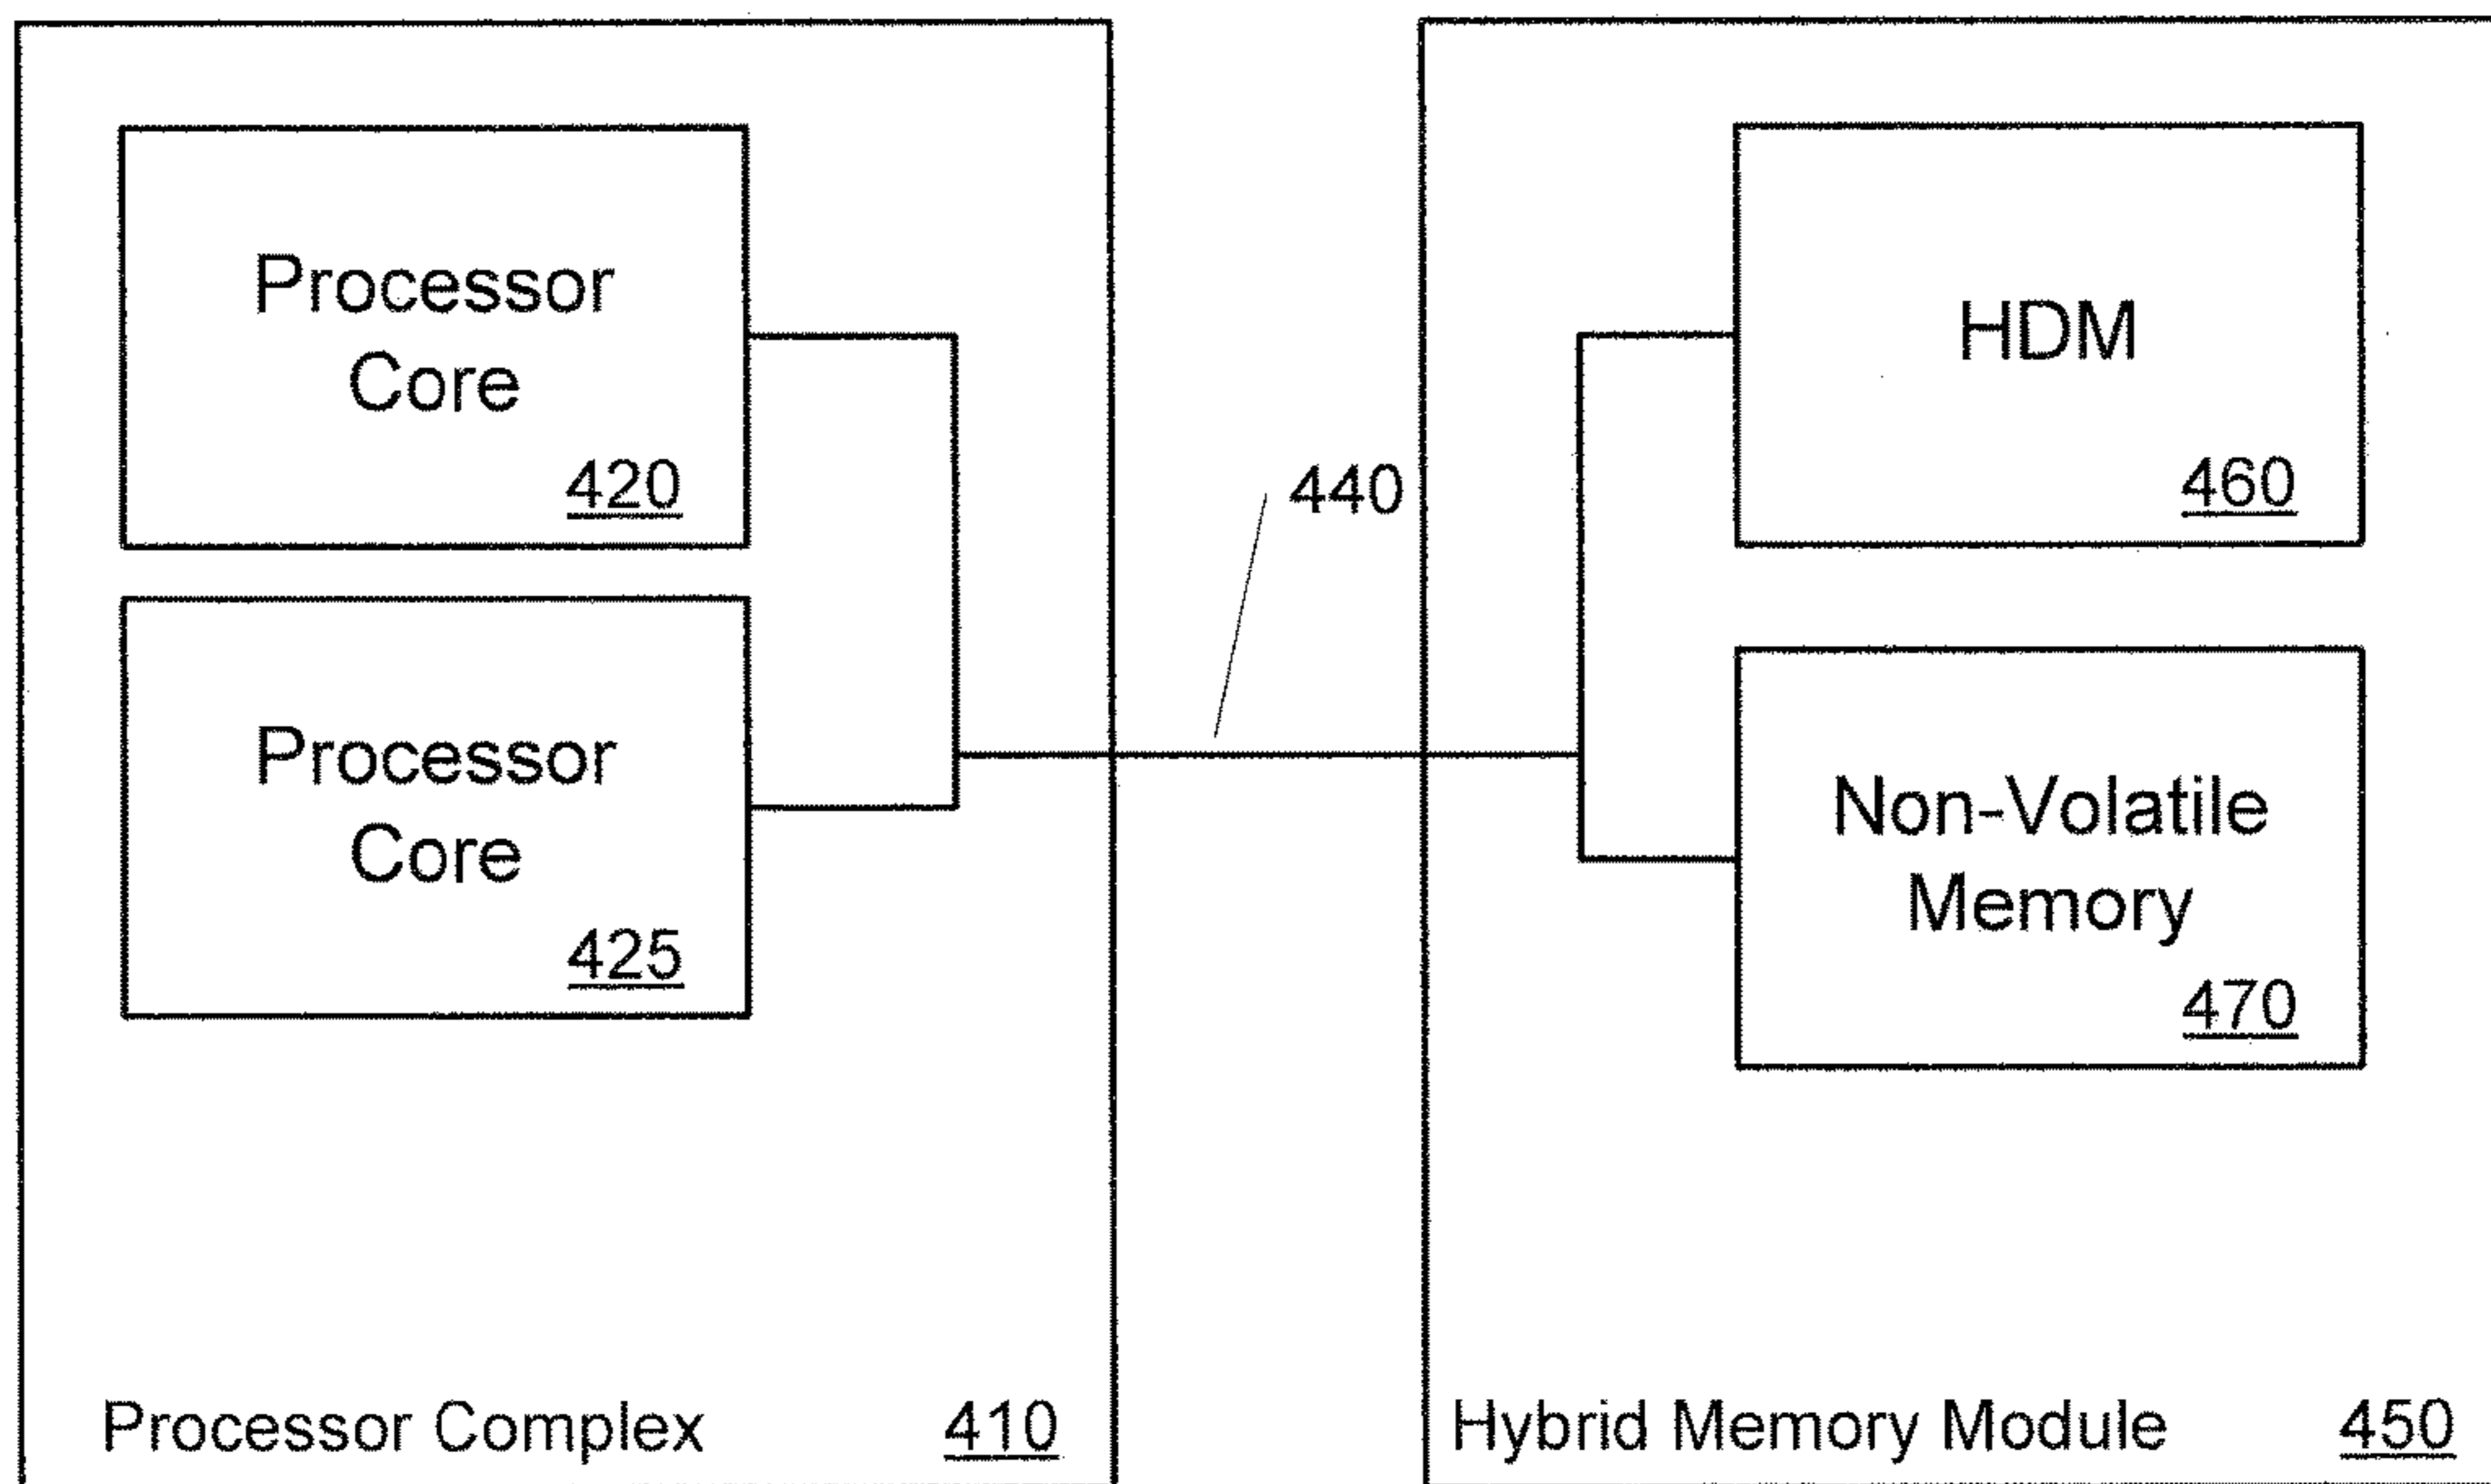 Processor
Core
420
Processor
Core
425
Processor Complex 410
440
HDM
460
Non-Volatile
Memory
470
Hybrid Memory Module 450